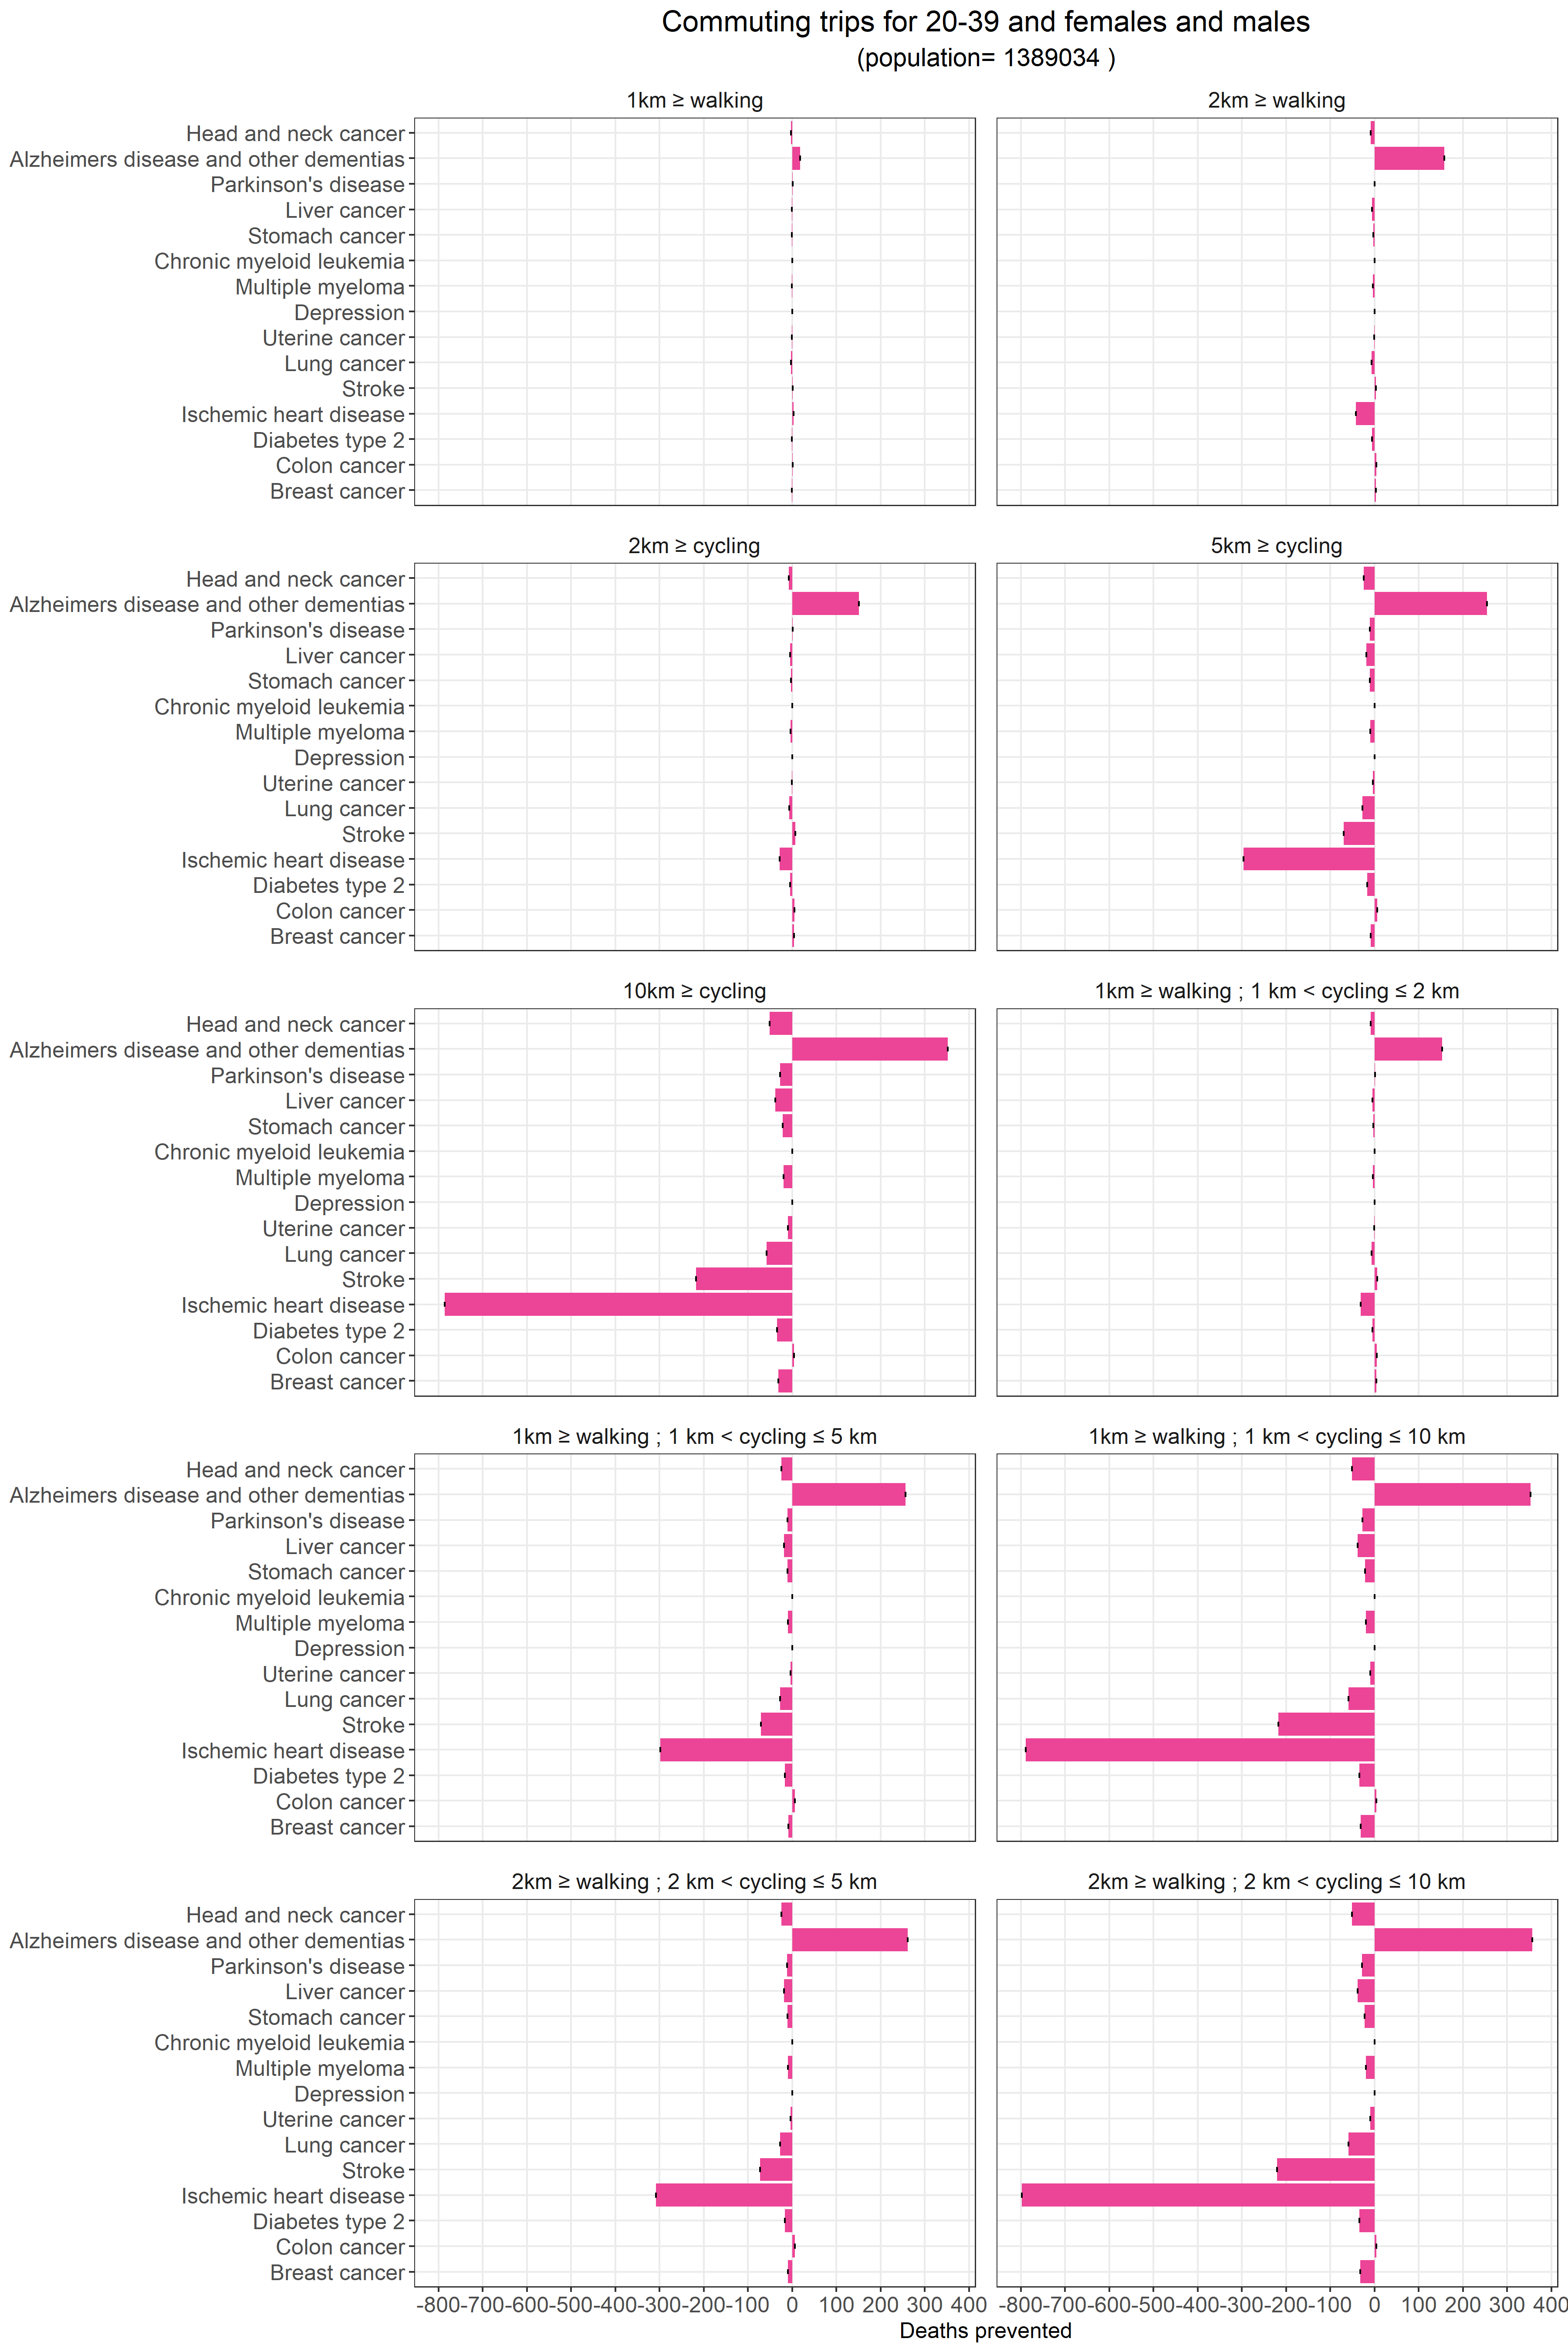 Commuting trips for 20-39 and females and males
(population= 1389034 )
1km ≥ walking
2km ≥ walking
Head and neck cancer
Alzheimers disease and other dementias
Parkinson's disease
Liver cancer
Stomach cancer
Chronic myeloid leukemia
Multiple myeloma
Depression
Uterine cancer
Lung cancer
Stroke
Ischemic heart disease
Diabetes type 2
Colon cancer
Breast cancer
2km ≥ cycling
5km ≥ cycling
Head and neck cancer
Alzheimers disease and other dementias
Parkinson's disease
Liver cancer
Stomach cancer
Chronic myeloid leukemia
Multiple myeloma
Depression
Uterine cancer
Lung cancer
Stroke
Ischemic heart disease
Diabetes type 2
Colon cancer
Breast cancer
10km ≥ cycling
1km ≥ walking ; 1 km < cycling ≤ 2 km
Head and neck cancer
Alzheimers disease and other dementias
Parkinson's disease
Liver cancer
Stomach cancer
Chronic myeloid leukemia
Multiple myeloma
Depression
Uterine cancer
Lung cancer
Stroke
Ischemic heart disease
Diabetes type 2
Colon cancer
Breast cancer
1km ≥ walking ; 1 km < cycling ≤ 5 km
1km ≥ walking ; 1 km < cycling ≤ 10 km
Head and neck cancer
Alzheimers disease and other dementias
Parkinson's disease
Liver cancer
Stomach cancer
Chronic myeloid leukemia
Multiple myeloma
Depression
Uterine cancer
Lung cancer
Stroke
Ischemic heart disease
Diabetes type 2
Colon cancer
Breast cancer
2km ≥ walking ; 2 km < cycling ≤ 5 km
2km ≥ walking ; 2 km < cycling ≤ 10 km
Head and neck cancer
Alzheimers disease and other dementias
Parkinson's disease
Liver cancer
Stomach cancer
Chronic myeloid leukemia
Multiple myeloma
Depression
Uterine cancer
Lung cancer
Stroke
Ischemic heart disease
Diabetes type 2
Colon cancer
Breast cancer
-800 -700 -600 -500 -400 -300 -200 -100 0 100 200 300 400
-800 -700 -600 -500 -400 -300 -200 -100 0 100 200 300 400
Deaths prevented